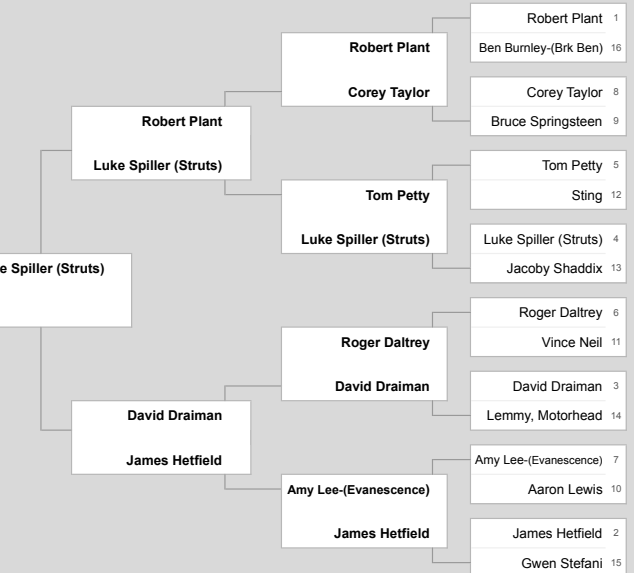 Robert Plant 1
Ben Burnley-(Brk Ben) 16
Robert Plant
Corey Taylor
Corey Taylor 8
Bruce Springsteen 9
Robert Plant
Luke Spiller (Struts)
Tom Petty 5
Sting 12
Tom Petty
Luke Spiller (Struts)
Luke Spiller (Struts) 4
Jacoby Shaddix 13
e Spiller (Struts)
Roger Daltrey 6
Vince Neil 11
Roger Daltrey
David Draiman
David Draiman 3
Lemmy, Motorhead 14
David Draiman
James Hetfield
Amy Lee-(Evanescence) 7
Aaron Lewis 10
Amy Lee-(Evanescence)
James Hetfield
James Hetfield 2
Gwen Stefani 15